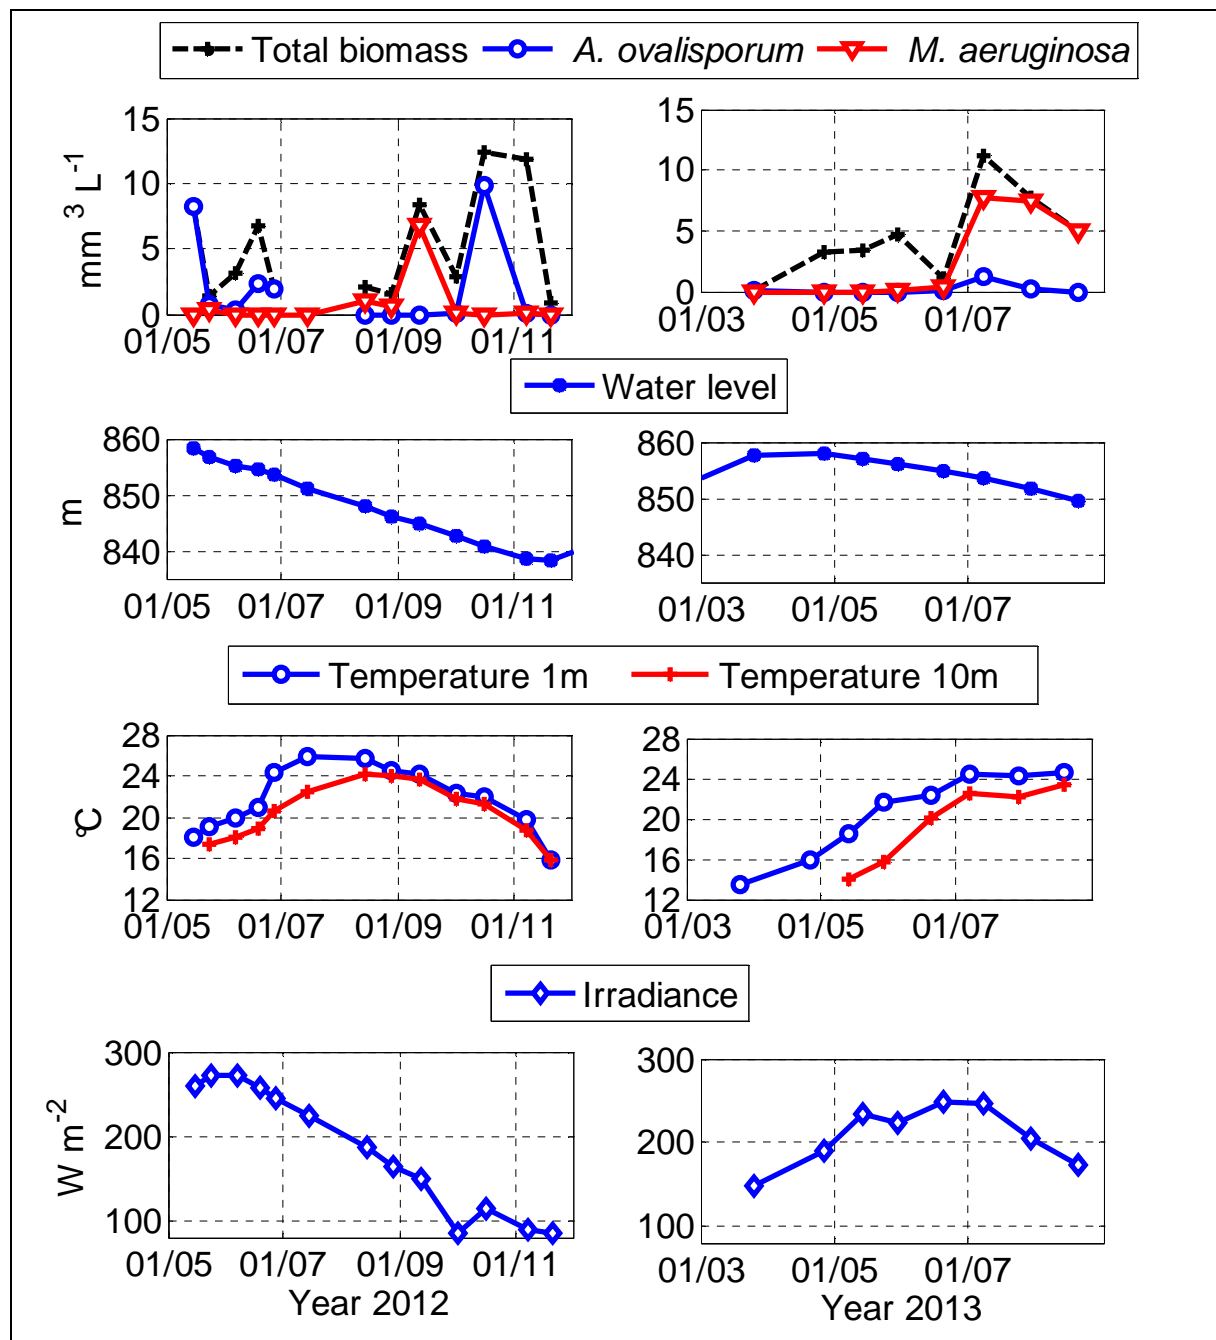 Total biomass A. ovalisporum M. aeruginosa
15
10
5
0
mm 3 L-1
01/05 01/07 01/09 01/11
15
10
5
0
01/03 01/05 01/07
Water level
860
850
840
m
01/05 01/07 01/09 01/11
860
850
840
01/03 01/05 01/07
Temperature 1m Temperature 10m
28
24
20
16
12
°C
01/05 01/07 01/09 01/11
28
24
20
16
12
01/03 01/05 01/07
Irradiance
300
200
100
W m-2
01/05 01/07 01/09 01/11
Year 2012
300
200
100
01/03 01/05 01/07
Year 2013